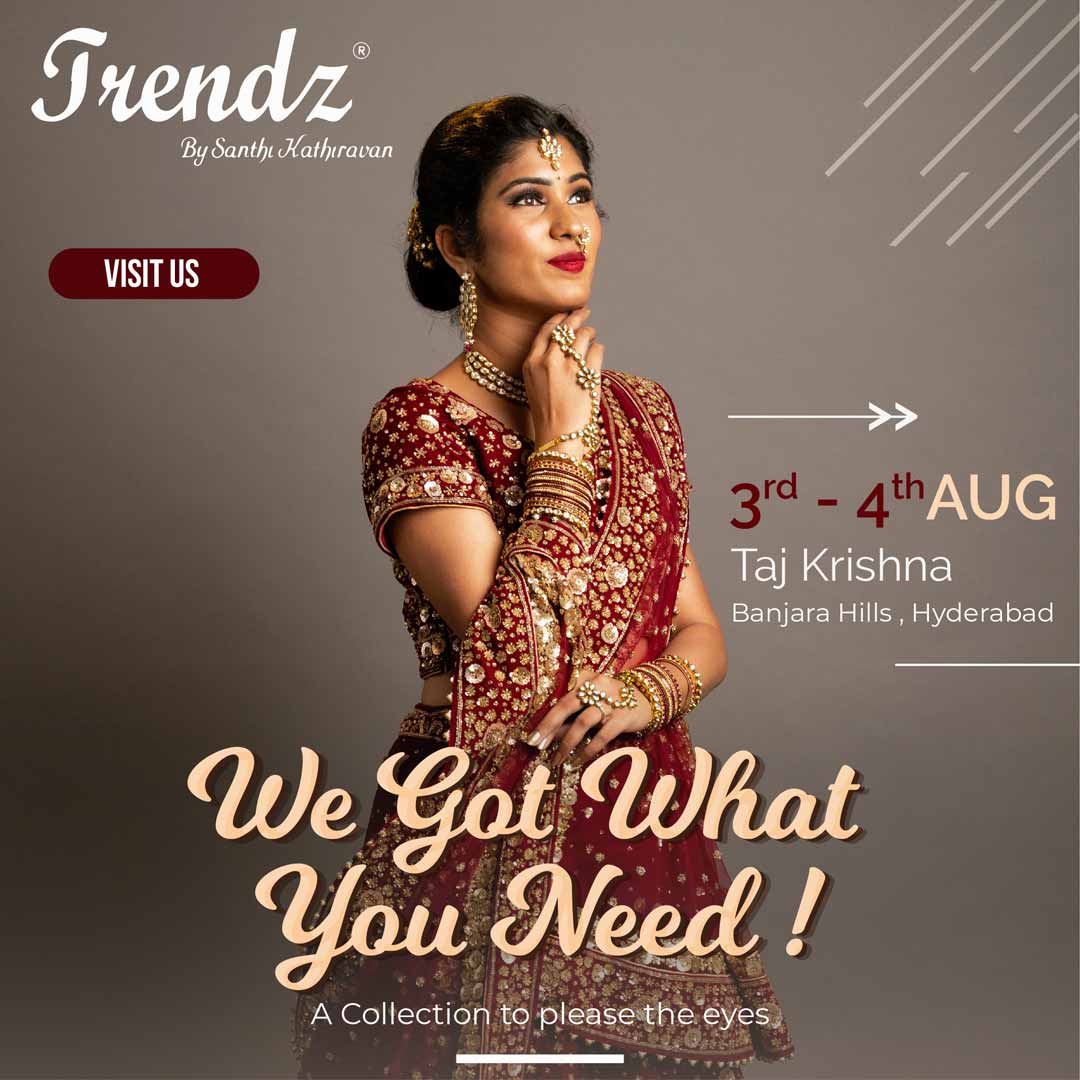 Trendz®
By Santhi Kathiravan
VISIT US
3rd - 4th AUG
Taj Krishna
Banjara Hills , Hyderabad
We Got What
You Need !
A Collection to please the eyes